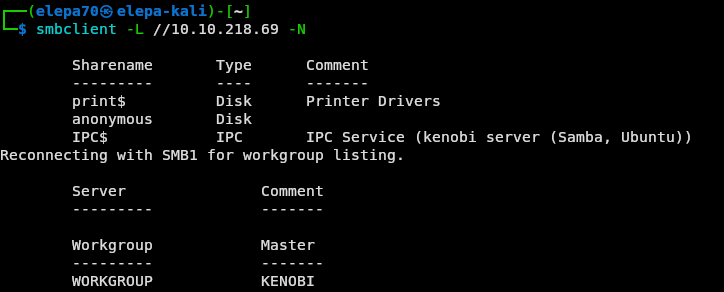 ┌──(elepa70㉿elepa-kali)-[~]
└─$ smbclient -L //10.10.218.69 -N
Sharename Type Comment
--------- ---- -------
print$ Disk Printer Drivers
anonymous Disk
IPC$ IPC IPC Service (kenobi server (Samba, Ubuntu))
Reconnecting with SMB1 for workgroup listing.
Server Comment
--------- -------
Workgroup Master
--------- -------
WORKGROUP KENOBI